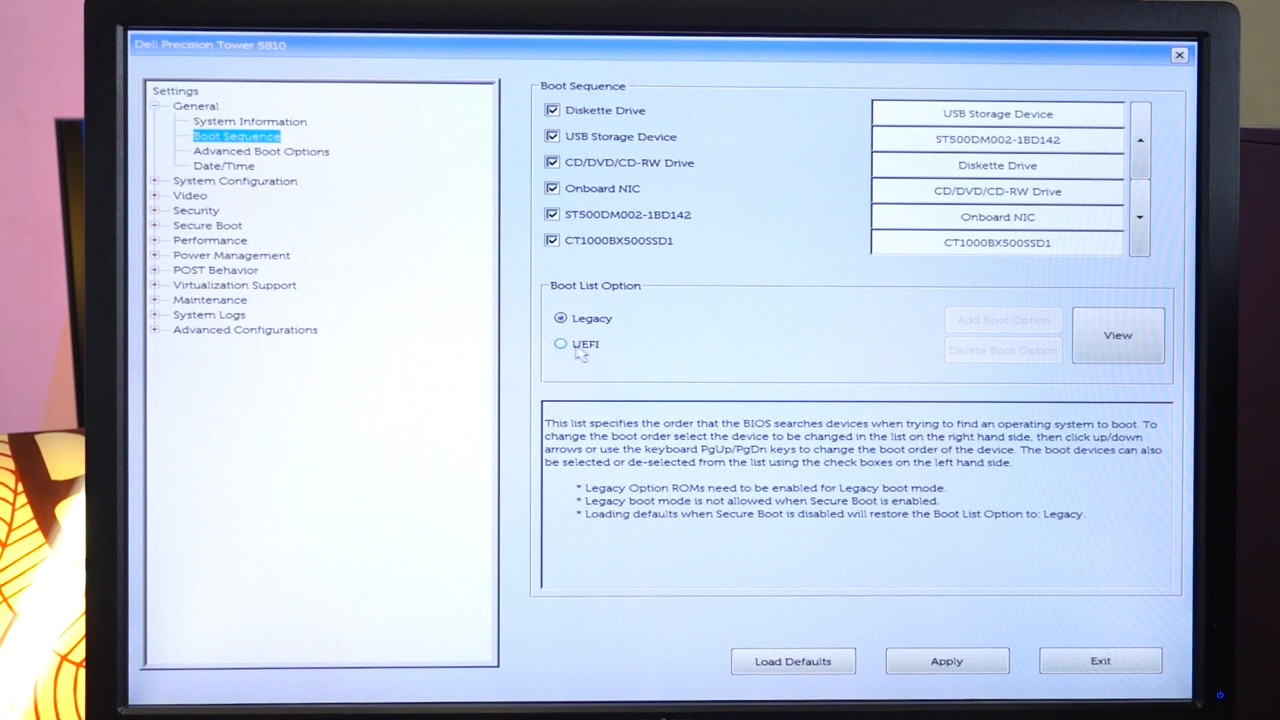 Dell Precision Tower 5810
Settings
General
System Information
Boot Sequence
Advanced Boot Options
Date/Time
System Configuration
Video
Security
Secure Boot
Performance
Power Management
POST Behavior
Virtualization Support
Maintenance
System Logs
Advanced Configurations
Boot Sequence
Diskette Drive
USB Storage Device
CD/DVD/CD-RW Drive
Onboard NIC
ST500DM002-1BD142
CT1000BX500SSD1
USB Storage Device
ST500DM002-1BD142
Diskette Drive
CD/DVD/CD-RW Drive
Onboard NIC
CT1000BX500SSD1
Boot List Option
Legacy
UEFI
Add Boot Option
Delete Boot Option
View
This list specifies the order that the BIOS searches devices when trying to find an operating system to boot. To
change the boot order select the device to be changed in the list on the right hand side, then click up/down
arrows or use the keyboard PgUp/PgDn keys to change the boot order of the device. The boot devices can also
be selected or de-selected from the list using the check boxes on the left hand side.
* Legacy Option ROMs need to be enabled for Legacy boot mode.
* Legacy boot mode is not allowed when Secure Boot is enabled.
* Loading defaults when Secure Boot is disabled will restore the Boot List Option to: Legacy.
Load Defaults
Apply
Exit